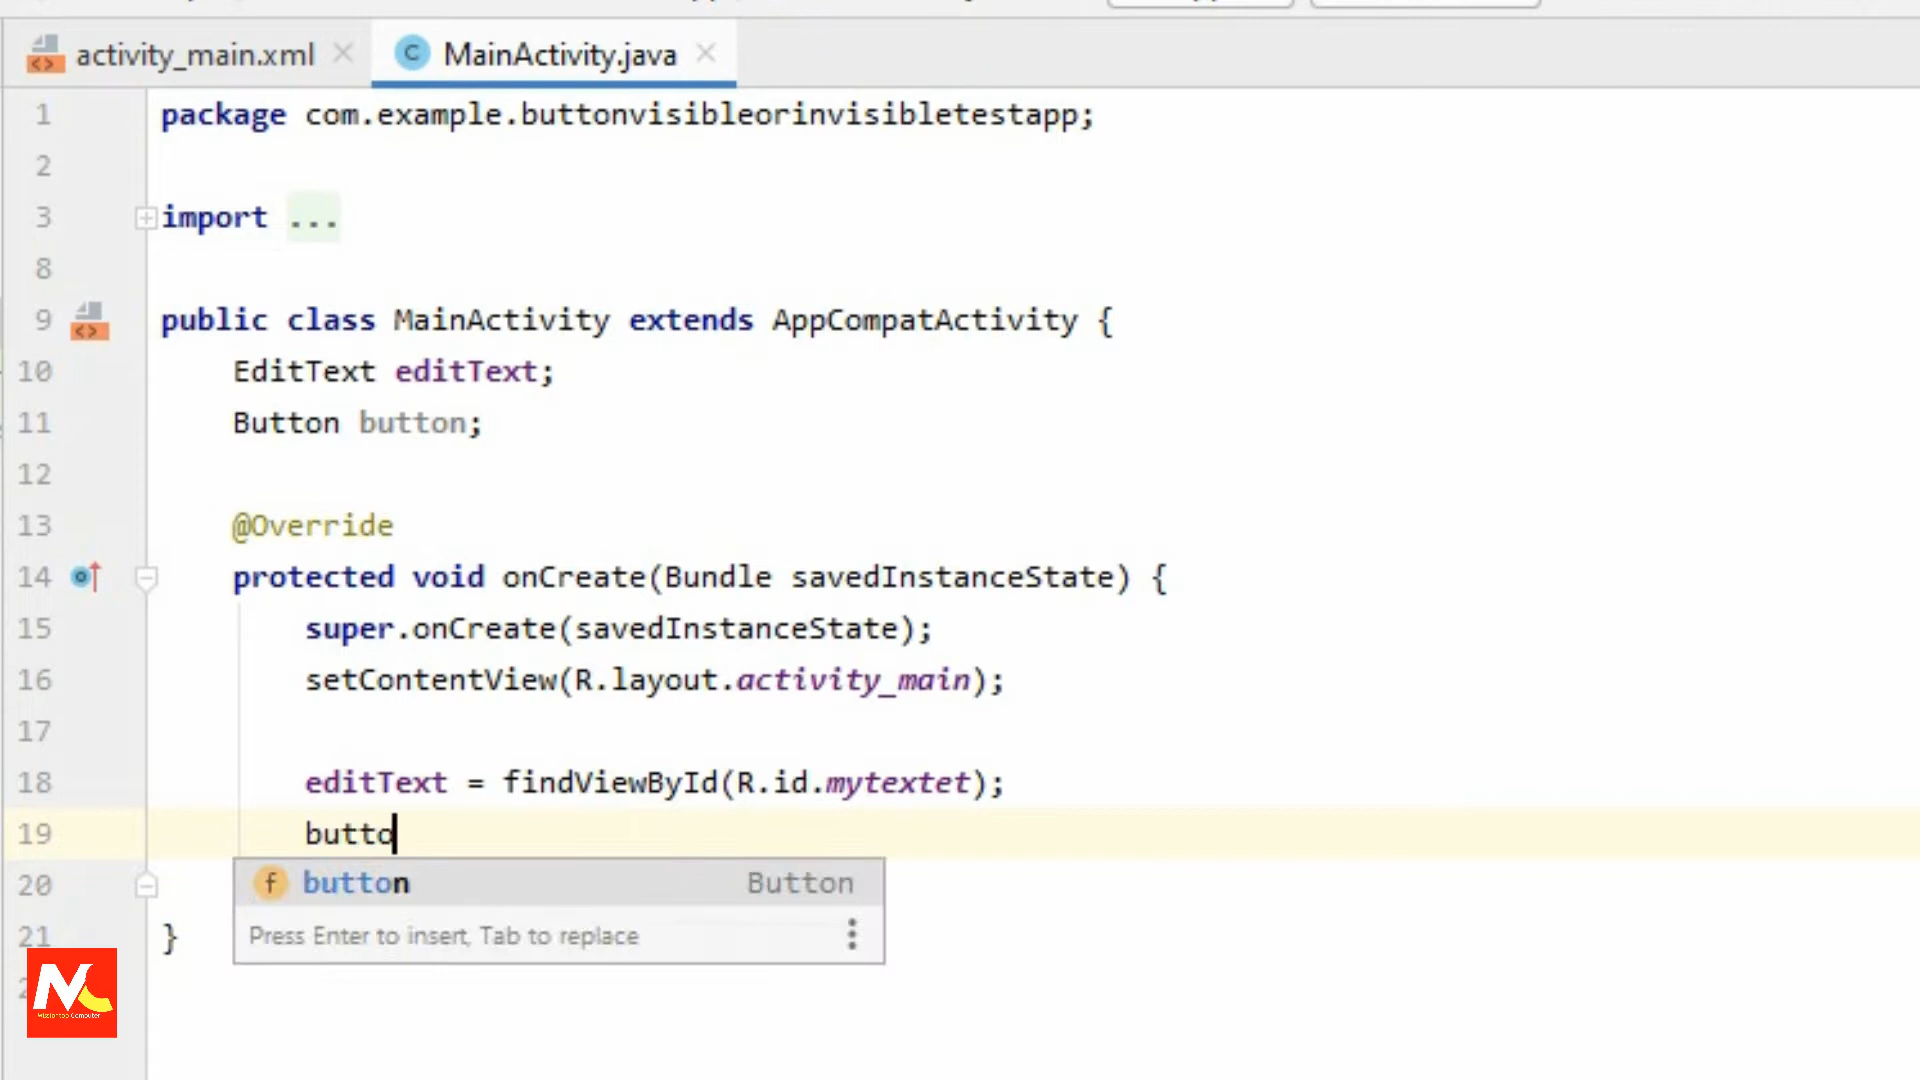 activity_main.xml
MainActivity.java
1 package com.example.buttonvisibleorinvisibletestapp;
2
3 import ...
8
9 public class MainActivity extends AppCompatActivity {
10 EditText editText;
11 Button button;
12
13 @Override
14 protected void onCreate(Bundle savedInstanceState) {
15 super.onCreate(savedInstanceState);
16 setContentView(R.layout.activity_main);
17
18 editText = findViewById(R.id.mytextet);
19 butto
f button Button
20
Press Enter to insert, Tab to replace
21 }